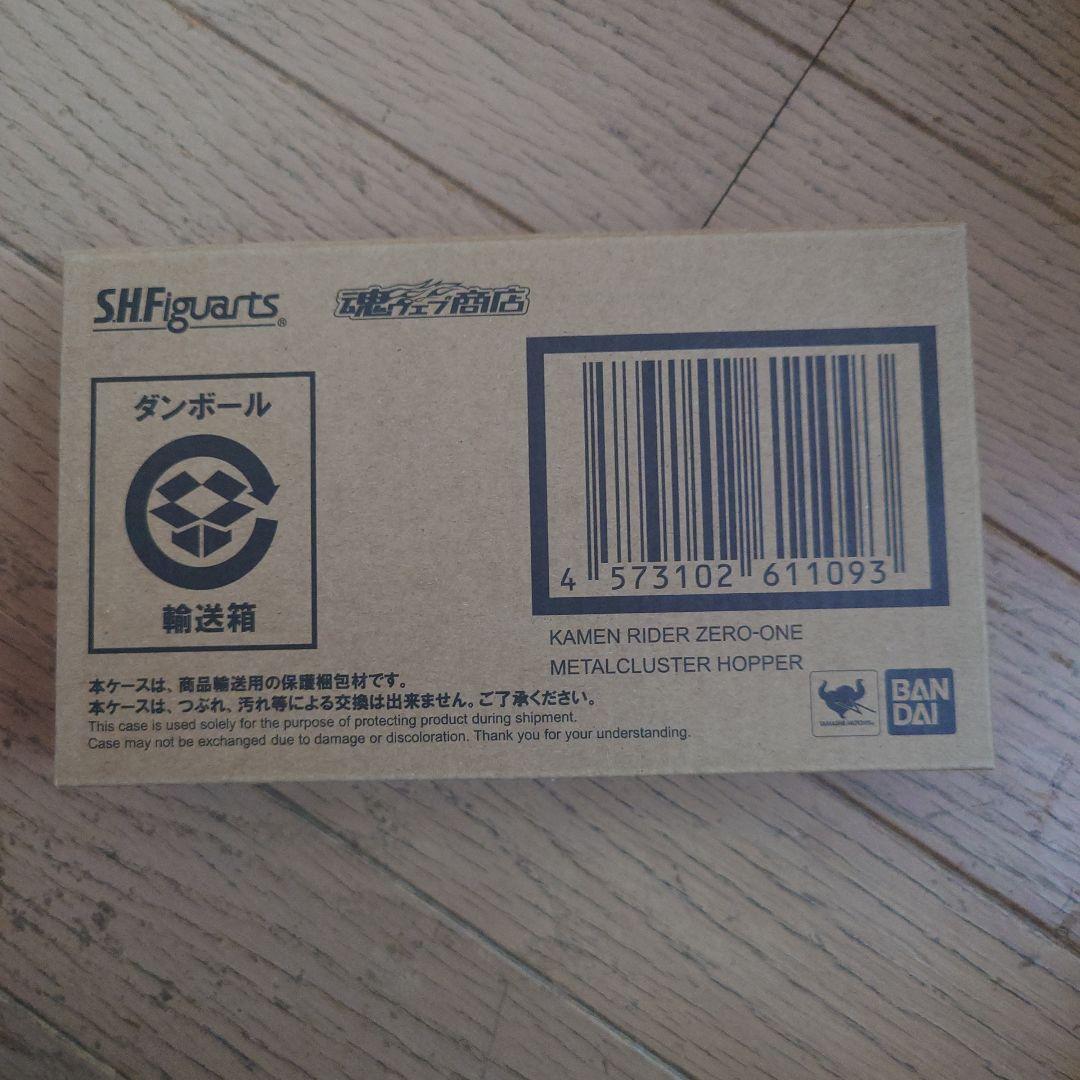 S.H.Figuarts®
魂ウェブ商店
ダンボール
輸送箱
4 573102 611093
KAMEN RIDER ZERO-ONE
METALCLUSTER HOPPER
本ケースは、商品輸送用の保護梱包材です。
本ケースは、つぶれ、汚れ等による交換は出来ません。ご了承ください。
This case is used solely for the purpose of protecting product during shipment.
Case may not be exchanged due to damage or discoloration. Thank you for your understanding.
TAMASHII NATIONS
BAN
DAI